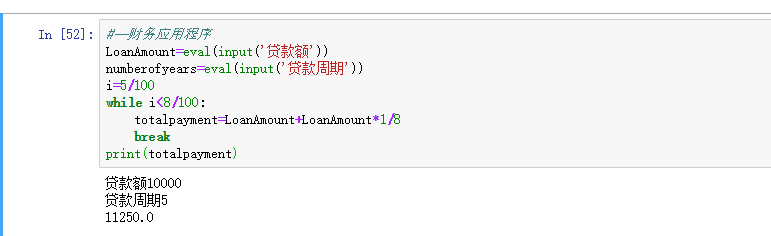 In [52]: #—财务应用程序
LoanAmount=eval(input('贷款额'))
numberofyears=eval(input('贷款周期'))
i=5/100
while i<8/100:
    totalpayment=LoanAmount+LoanAmount*1/8
    break
print(totalpayment)
贷款额10000
贷款周期5
11250.0